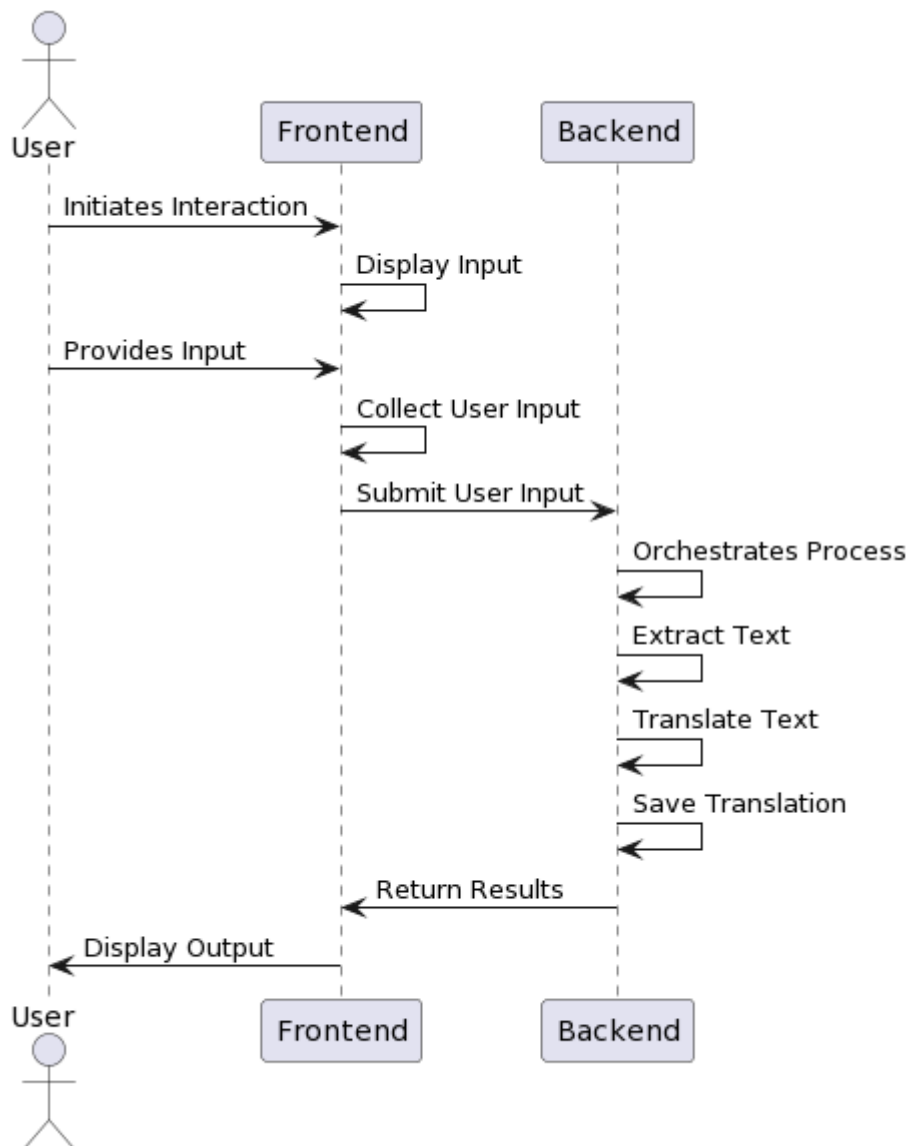 User
Frontend
Backend
Initiates Interaction
Display Input
Provides Input
Collect User Input
Submit User Input
Orchestrates Process
Extract Text
Translate Text
Save Translation
Return Results
Display Output
User
Frontend
Backend